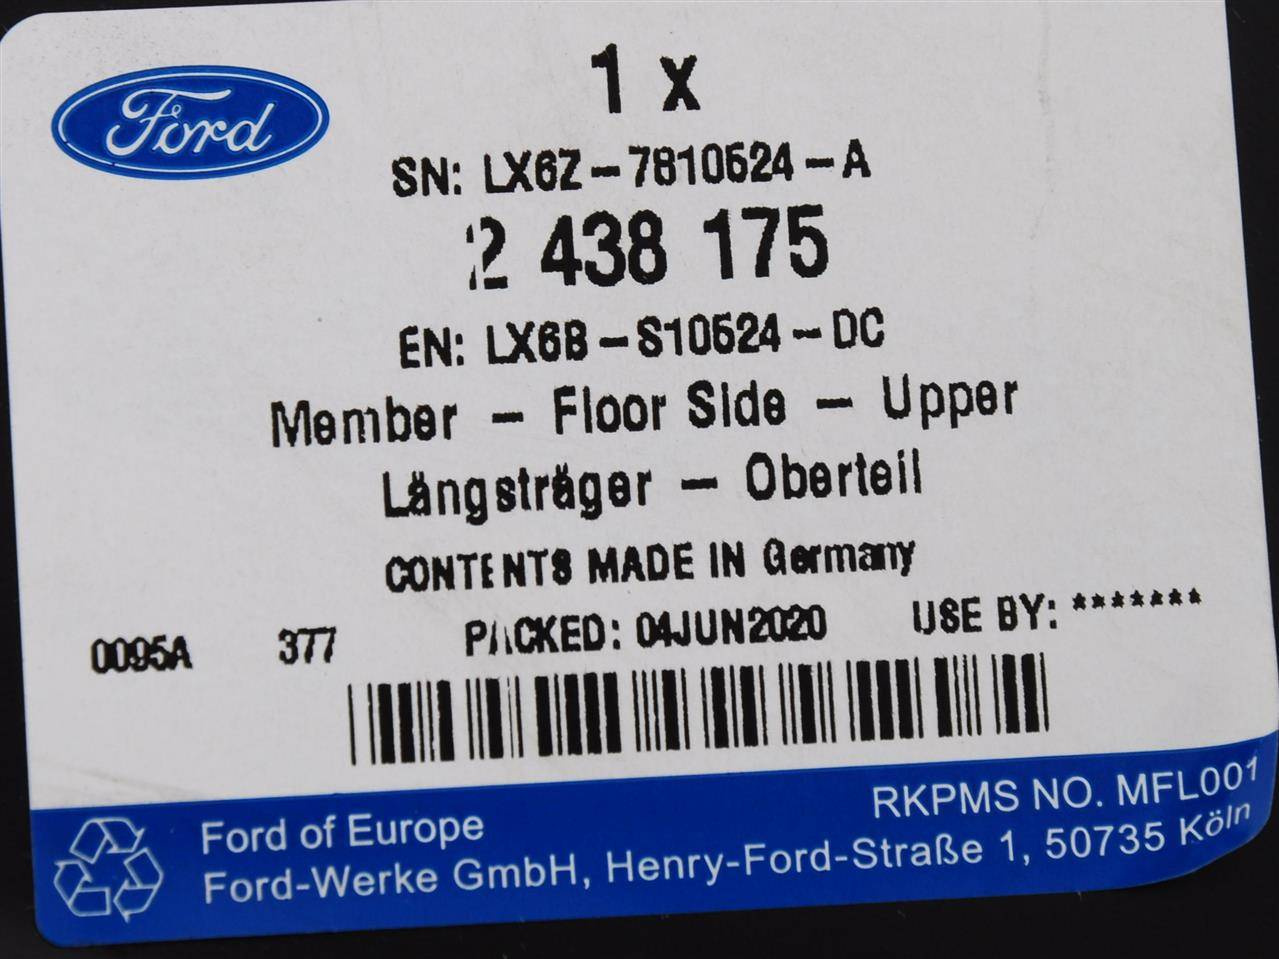 Ford
1 x
SN: LX6Z-7810624-A
2 438 175
EN: LX6B-S10624-DC
Member - Floor Side - Upper
Längsträger - Oberteil
CONTENTS MADE IN Germany
0095A 377 PACKED: 04JUN2020 USE BY: *******
RKPMS NO. MFL001
Ford of Europe
Ford-Werke GmbH, Henry-Ford-Straße 1, 50735 Köln